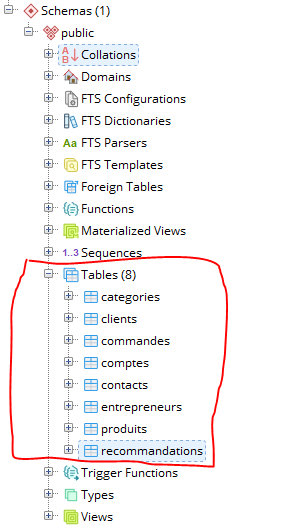 Schemas (1)
public
Collations
Domains
FTS Configurations
FTS Dictionaries
Aa FTS Parsers
FTS Templates
Foreign Tables
Functions
Materialized Views
1..3 Sequences
Tables (8)
categories
clients
commandes
comptes
contacts
entrepreneurs
produits
recommandations
Trigger Functions
Types
Views